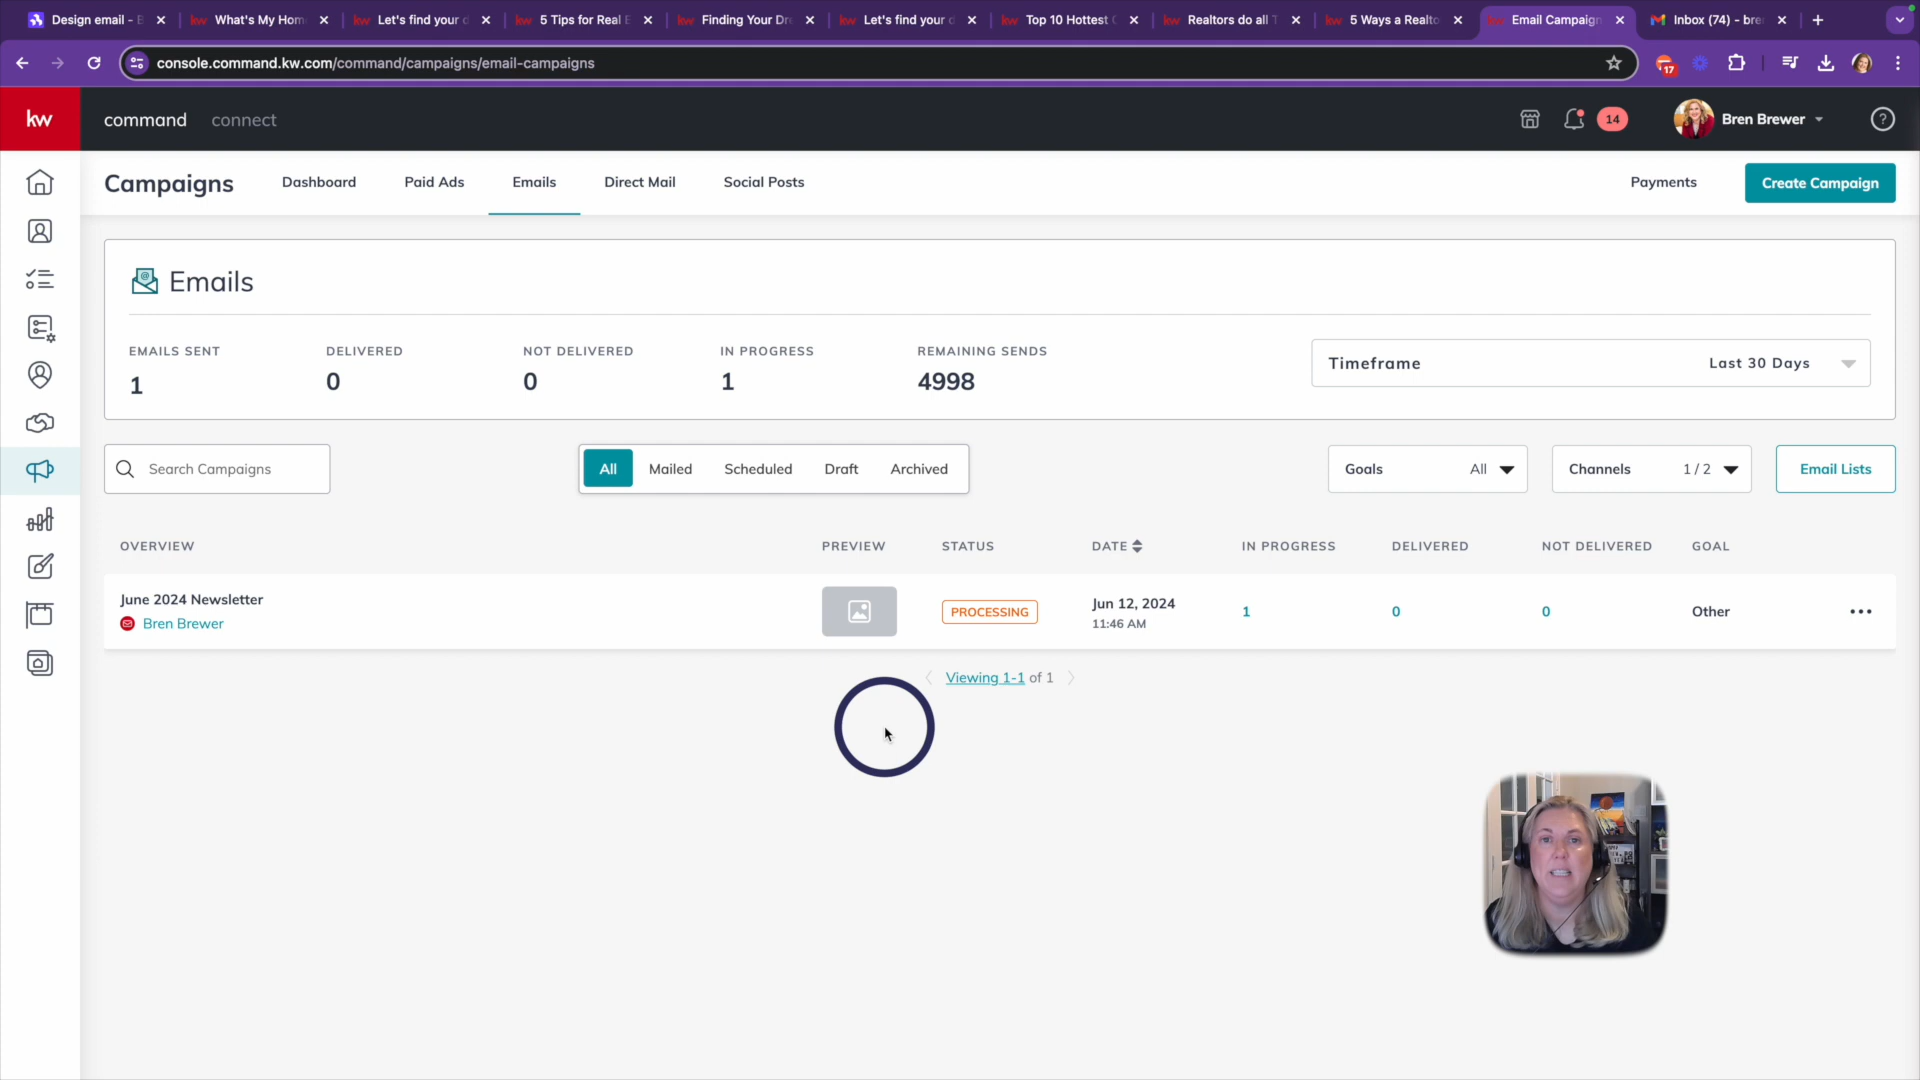 Design email - B
What's My Hom
Let's find your d
5 Tips for Real E
Finding Your Dre
Let's find your d
Top 10 Hottest C
Realtors do all T
5 Ways a Realto
Email Campaign
Inbox (74) - bre
console.command.kw.com/command/campaigns/email-campaigns
17
kw
command
connect
14
Bren Brewer
Campaigns
Dashboard
Paid Ads
Emails
Direct Mail
Social Posts
Payments
Create Campaign
Emails
EMAILS SENT
DELIVERED
NOT DELIVERED
IN PROGRESS
REMAINING SENDS
1
0
0
1
4998
Timeframe
Last 30 Days
Search Campaigns
All
Mailed
Scheduled
Draft
Archived
Goals
All
Channels
1 / 2
Email Lists
OVERVIEW
PREVIEW
STATUS
DATE
IN PROGRESS
DELIVERED
NOT DELIVERED
GOAL
June 2024 Newsletter
Bren Brewer
PROCESSING
Jun 12, 2024
11:46 AM
1
0
0
Other
Viewing 1-1 of 1